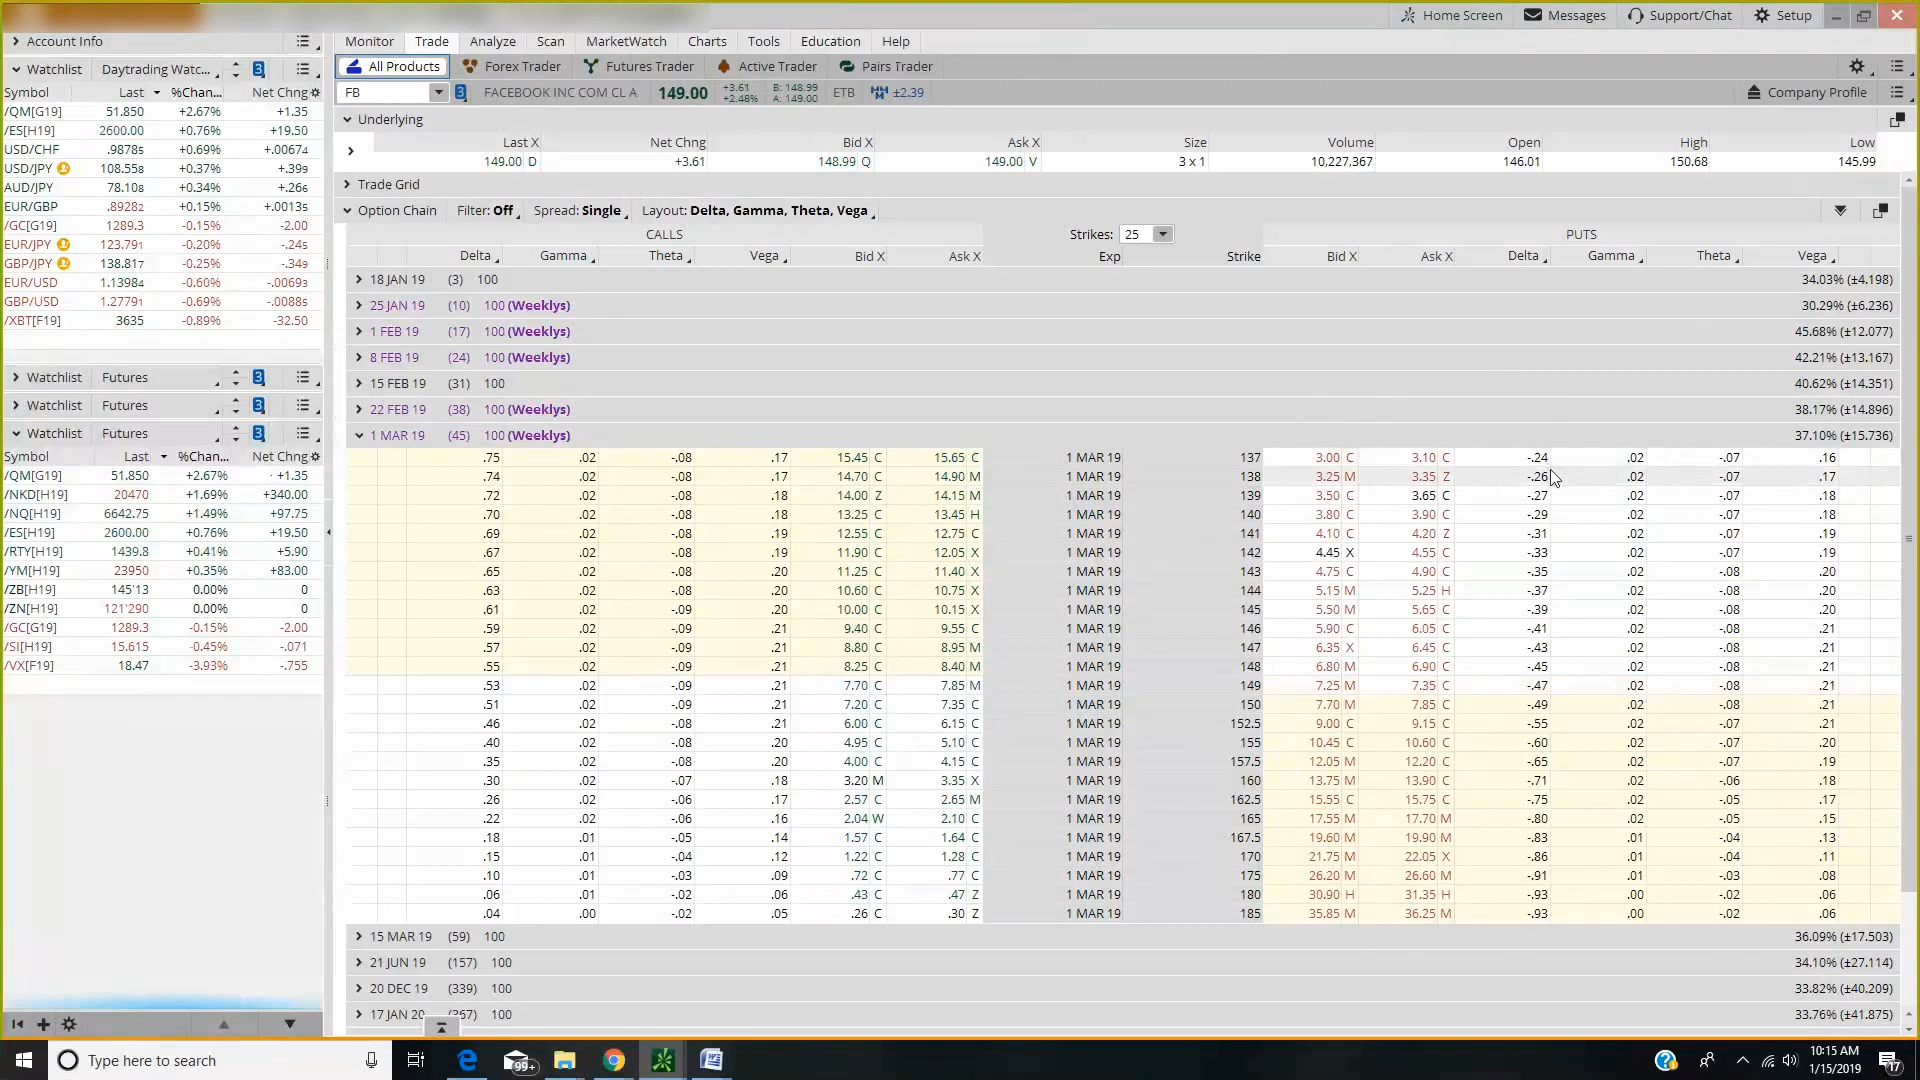 Home Screen Messages Support/Chat Setup
Account Info
Monitor Trade Analyze Scan MarketWatch Charts Tools Education Help
Watchlist Daytrading Watc... 3
All Products Forex Trader Futures Trader Active Trader Pairs Trader
Symbol Last %Chan... Net Chng
FB 3 FACEBOOK INC COM CL A 149.00 +3.61 +2.48% B: 148.99 A: 149.00 ETB ±2.39 Company Profile
/QM[G19] 51.850 +2.67% +1.35
/ES[H19] 2600.00 +0.76% +19.50
USD/CHF .98785 +0.69% +.00674
USD/JPY 108.558 +0.37% +.399
AUD/JPY 78.108 +0.34% +.266
EUR/GBP .89282 +0.15% +.00135
/GC[G19] 1289.3 -0.15% -2.00
EUR/JPY 123.791 -0.20% -.245
GBP/JPY 138.817 -0.25% -.349
EUR/USD 1.13984 -0.60% -.00693
GBP/USD 1.27791 -0.69% -.00885
/XBT[F19] 3635 -0.89% -32.50
Watchlist Futures 3
Watchlist Futures 3
Watchlist Futures 3
Symbol Last %Chan... Net Chng
/QM[G19] 51.850 +2.67% +1.35
/NKD[H19] 20470 +1.69% +340.00
/NQ[H19] 6642.75 +1.49% +97.75
/ES[H19] 2600.00 +0.76% +19.50
/RTY[H19] 1439.8 +0.41% +5.90
/YM[H19] 23950 +0.35% +83.00
/ZB[H19] 145'13 0.00% 0
/ZN[H19] 121'290 0.00% 0
/GC[G19] 1289.3 -0.15% -2.00
/SI[H19] 15.615 -0.45% -.071
/VX[F19] 18.47 -3.93% -.755
Underlying
Last X Net Chng Bid X Ask X Size Volume Open High Low
149.00 D +3.61 148.99 Q 149.00 V 3 x 1 10,227,367 146.01 150.68 145.99
Trade Grid
Option Chain Filter: Off Spread: Single Layout: Delta, Gamma, Theta, Vega
CALLS Strikes: 25 PUTS
Delta Gamma Theta Vega Bid X Ask X Exp Strike Bid X Ask X Delta Gamma Theta Vega
18 JAN 19 (3) 100 34.03% (±4.198)
25 JAN 19 (10) 100 (Weeklys) 30.29% (±6.236)
1 FEB 19 (17) 100 (Weeklys) 45.68% (±12.077)
8 FEB 19 (24) 100 (Weeklys) 42.21% (±13.167)
15 FEB 19 (31) 100 40.62% (±14.351)
22 FEB 19 (38) 100 (Weeklys) 38.17% (±14.896)
1 MAR 19 (45) 100 (Weeklys) 37.10% (±15.736)
.75 .02 -.08 .17 15.45 C 15.65 C 1 MAR 19 137 3.00 C 3.10 C -.24 .02 -.07 .16
.74 .02 -.08 .17 14.70 C 14.90 M 1 MAR 19 138 3.25 M 3.35 Z -.26 .02 -.07 .17
.72 .02 -.08 .18 14.00 Z 14.15 M 1 MAR 19 139 3.50 C 3.65 C -.27 .02 -.07 .18
.70 .02 -.08 .18 13.25 C 13.45 H 1 MAR 19 140 3.80 C 3.90 C -.29 .02 -.07 .18
.69 .02 -.08 .19 12.55 C 12.75 C 1 MAR 19 141 4.10 C 4.20 Z -.31 .02 -.07 .19
.67 .02 -.08 .19 11.90 C 12.05 X 1 MAR 19 142 4.45 X 4.55 C -.33 .02 -.07 .19
.65 .02 -.08 .20 11.25 C 11.40 X 1 MAR 19 143 4.75 C 4.90 C -.35 .02 -.08 .20
.63 .02 -.08 .20 10.60 C 10.75 X 1 MAR 19 144 5.15 M 5.25 H -.37 .02 -.08 .20
.61 .02 -.09 .20 10.00 C 10.15 X 1 MAR 19 145 5.50 M 5.65 C -.39 .02 -.08 .20
.59 .02 -.09 .21 9.40 C 9.55 C 1 MAR 19 146 5.90 C 6.05 C -.41 .02 -.08 .21
.57 .02 -.09 .21 8.80 C 8.95 M 1 MAR 19 147 6.35 X 6.45 C -.43 .02 -.08 .21
.55 .02 -.09 .21 8.25 C 8.40 M 1 MAR 19 148 6.80 M 6.90 C -.45 .02 -.08 .21
.53 .02 -.09 .21 7.70 C 7.85 M 1 MAR 19 149 7.25 M 7.35 C -.47 .02 -.08 .21
.51 .02 -.09 .21 7.20 C 7.35 C 1 MAR 19 150 7.70 M 7.85 C -.49 .02 -.08 .21
.46 .02 -.08 .21 6.00 C 6.15 C 1 MAR 19 152.5 9.00 C 9.15 C -.55 .02 -.07 .21
.40 .02 -.08 .20 4.95 C 5.10 C 1 MAR 19 155 10.45 C 10.60 C -.60 .02 -.07 .20
.35 .02 -.08 .20 4.00 C 4.15 C 1 MAR 19 157.5 12.05 M 12.20 C -.65 .02 -.07 .19
.30 .02 -.07 .18 3.20 M 3.35 X 1 MAR 19 160 13.75 M 13.90 C -.71 .02 -.06 .18
.26 .02 -.06 .17 2.57 C 2.65 M 1 MAR 19 162.5 15.55 C 15.75 C -.75 .02 -.05 .17
.22 .02 -.06 .16 2.04 W 2.10 C 1 MAR 19 165 17.55 M 17.70 M -.80 .02 -.05 .15
.18 .01 -.05 .14 1.57 C 1.64 C 1 MAR 19 167.5 19.60 M 19.90 M -.83 .01 -.04 .13
.15 .01 -.04 .12 1.22 C 1.28 C 1 MAR 19 170 21.75 M 22.05 X -.86 .01 -.04 .11
.10 .01 -.03 .09 .72 C .77 C 1 MAR 19 175 26.20 M 26.60 M -.91 .01 -.03 .08
.06 .01 -.02 .06 .43 C .47 Z 1 MAR 19 180 30.90 H 31.35 H -.93 .00 -.02 .06
.04 .00 -.02 .05 .26 C .30 Z 1 MAR 19 185 35.85 M 36.25 M -.93 .00 -.02 .06
15 MAR 19 (59) 100 36.09% (±17.503)
21 JUN 19 (157) 100 34.10% (±27.114)
20 DEC 19 (339) 100 33.82% (±40.209)
17 JAN 20 (367) 100 33.76% (±41.875)
Type here to search 99+ 10:15 AM
1/15/2019 17